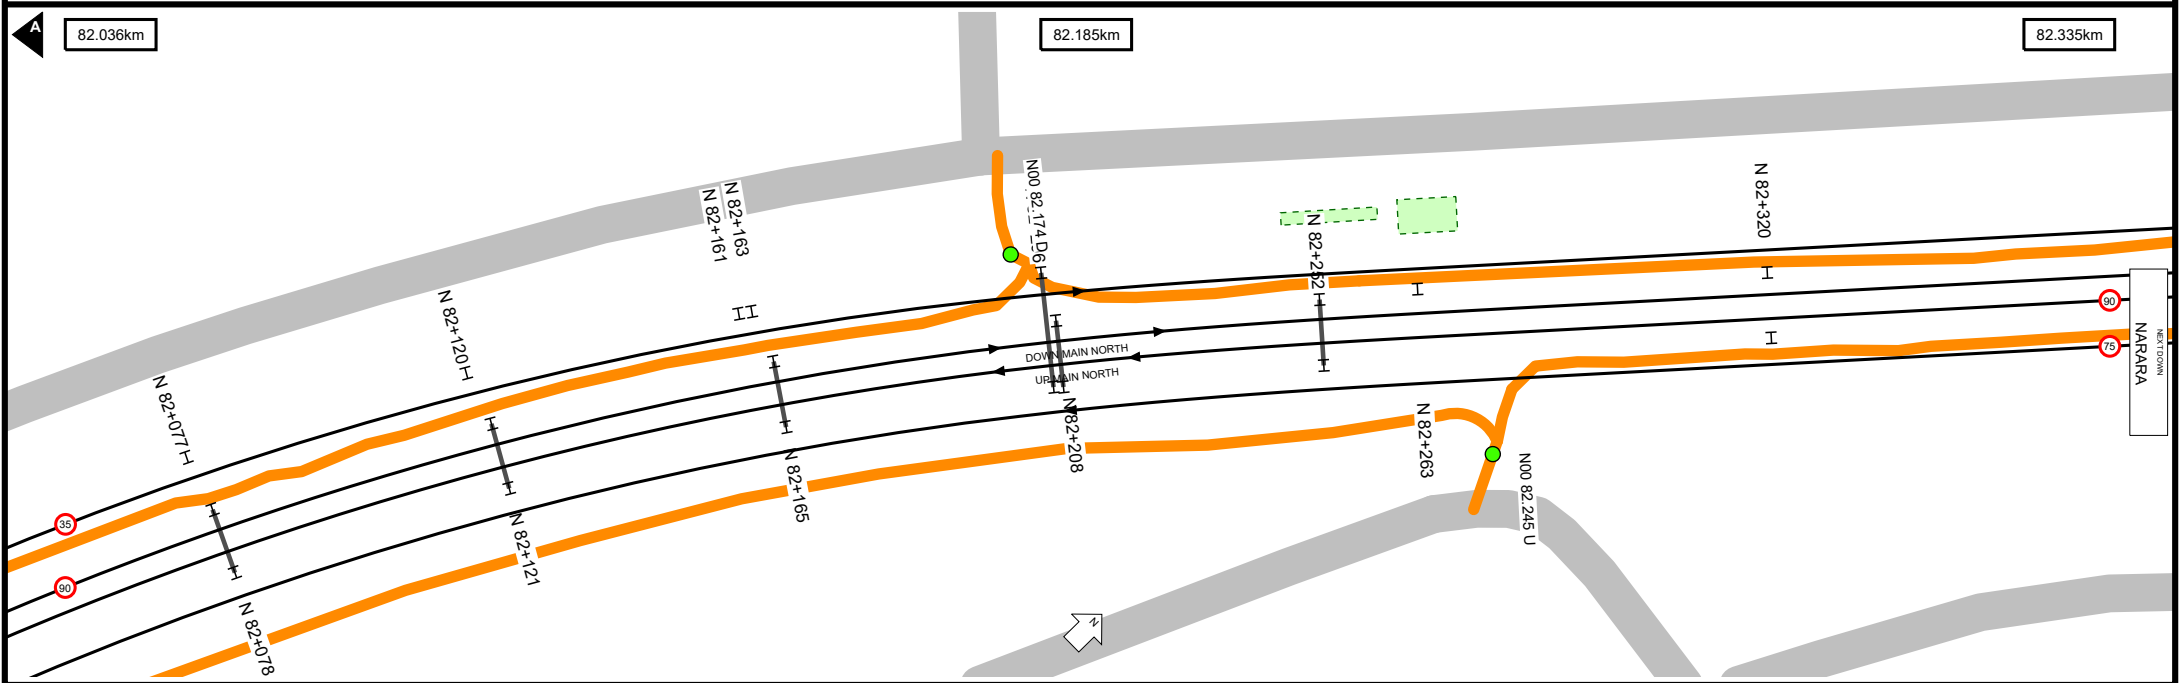 A
82.036km
82.185km
82.335km
N00 82.174 D
N 82+320
N 82+163
N 82+161
N 82+252
N 82+120
N 82+077
DOWN MAIN NORTH
UP MAIN NORTH
90
75
NEXT DOWN
NARARA
N 82+208
N 82+263
N 82+165
N00 82.245 U
N 82+121
35
90
N 82+078
N